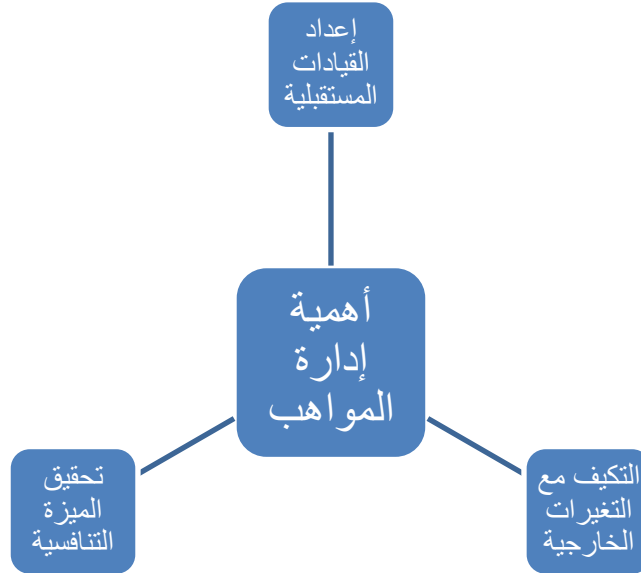 إعداد
القيادات
المستقبلية
أهمية
إدارة
المواهب
التكيف مع
التغيرات
الخارجية
تحقيق
الميزة
التنافسية